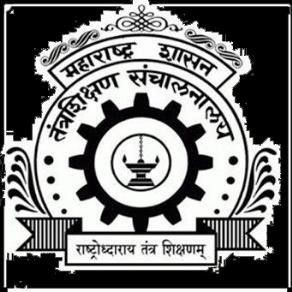 महाराष्ट्र शासन
तंत्रशिक्षण संचालनालय
राष्ट्रोध्दाराय तंत्र शिक्षणम्